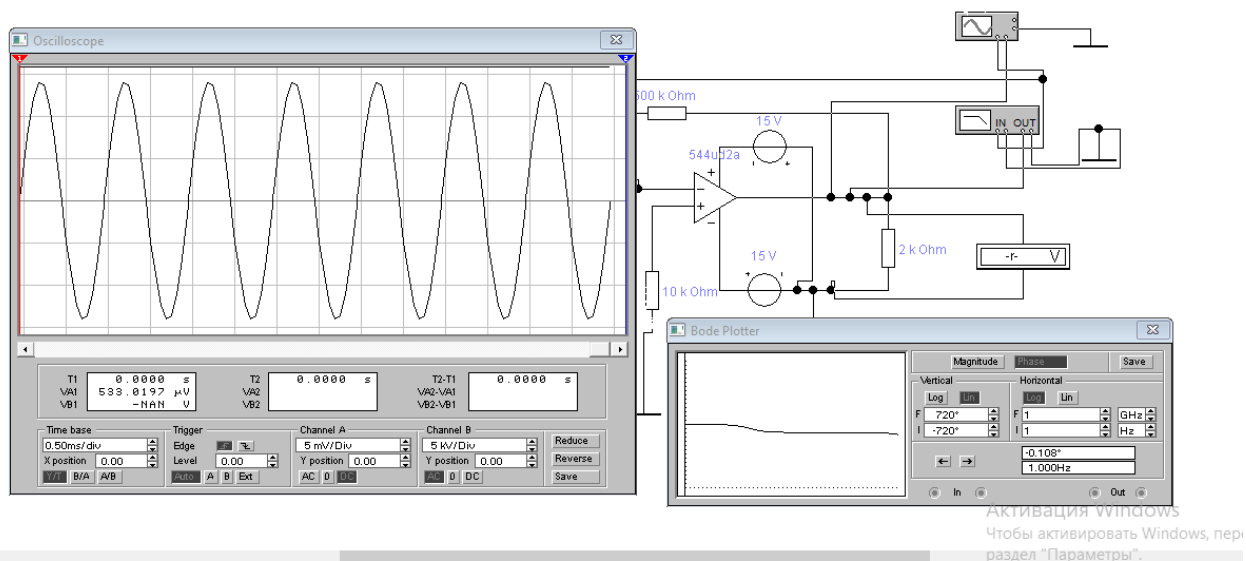 Oscilloscope
1
2
T1 0.0000 s
VA1 533.0197 µV
VB1 -NAN V
T2 0.0000 s
VA2
VB2
T2-T1 0.0000 s
VA2-VA1
VB2-VB1
Time base
0.50ms/div
X position 0.00
Y/T B/A A/B
Trigger
Edge
Level 0.00
Auto A B Ext
Channel A
5 mV/Div
Y position 0.00
AC 0 DC
Channel B
5 kV/Div
Y position 0.00
AC 0 DC
Reduce
Reverse
Save
500 k Ohm
15 V
544ud2a
IN OUT
15 V
10 k Ohm
2 k Ohm
-r- V
Bode Plotter
Magnitude Phase Save
Vertical
Log Lin
F 720°
I -720°
Horizontal
Log Lin
F 1 GHz
I 1 Hz
-0.108°
1.000Hz
In
Out
Активация Windows
Чтобы активировать Windows, пере
раздел "Параметры".